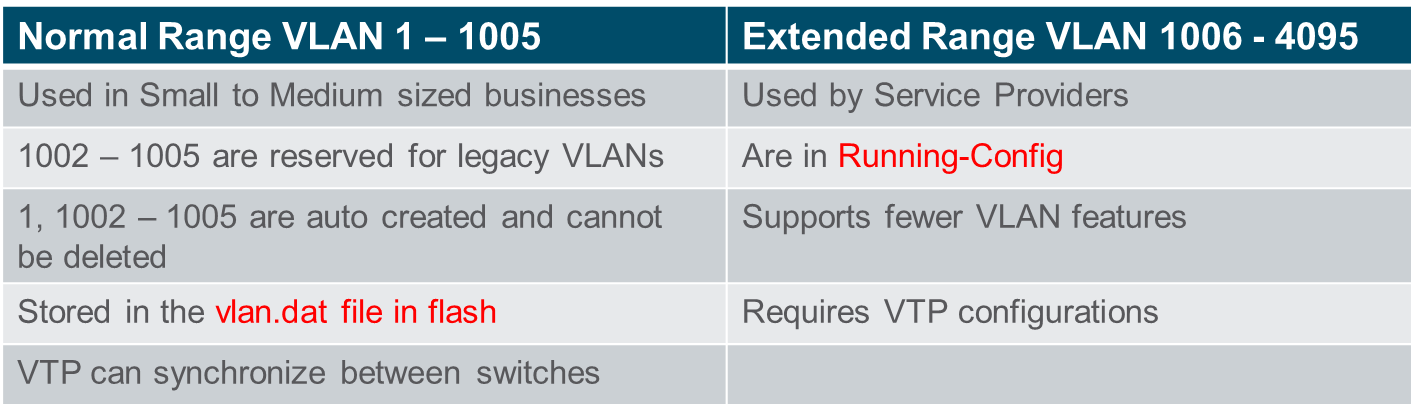 Normal Range VLAN 1 – 1005
Extended Range VLAN 1006 - 4095
Used in Small to Medium sized businesses
Used by Service Providers
1002 – 1005 are reserved for legacy VLANs
Are in Running-Config
1, 1002 – 1005 are auto created and cannot
be deleted
Supports fewer VLAN features
Stored in the vlan.dat file in flash
Requires VTP configurations
VTP can synchronize between switches